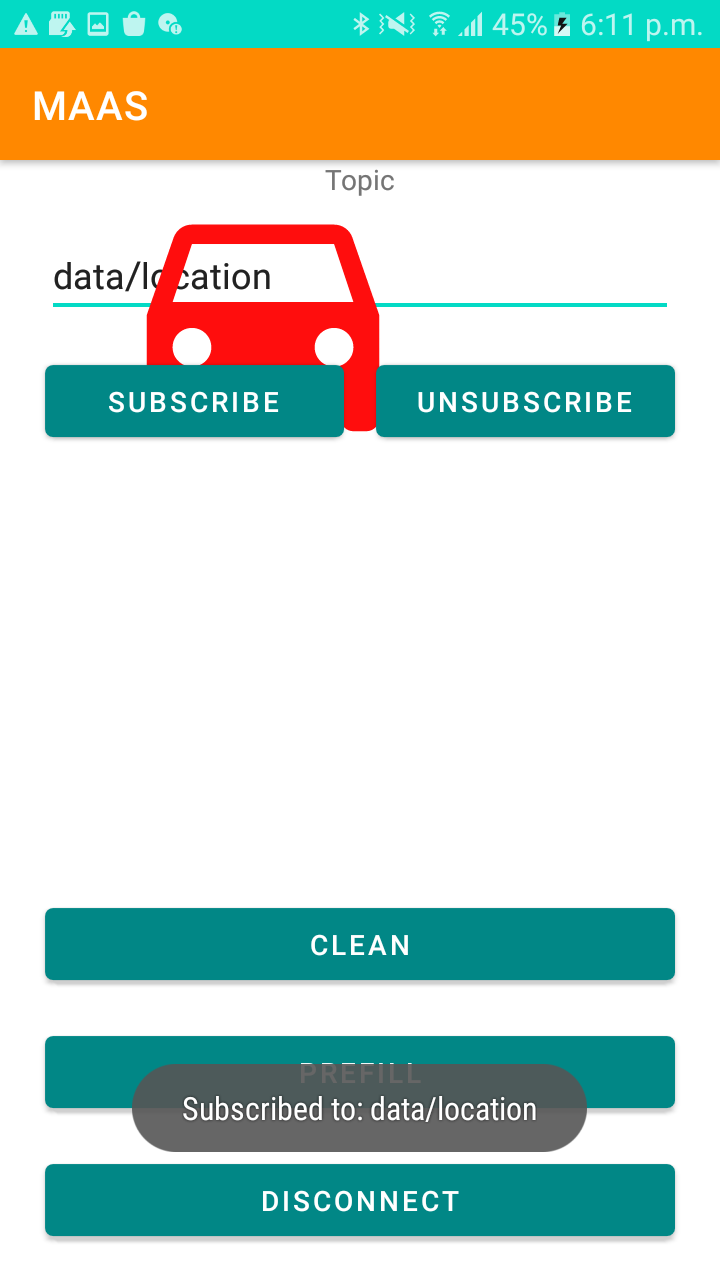 45% 6:11 p.m.
MAAS
Topic
data/location
SUBSCRIBE
UNSUBSCRIBE
CLEAN
PREFILL
Subscribed to: data/location
DISCONNECT